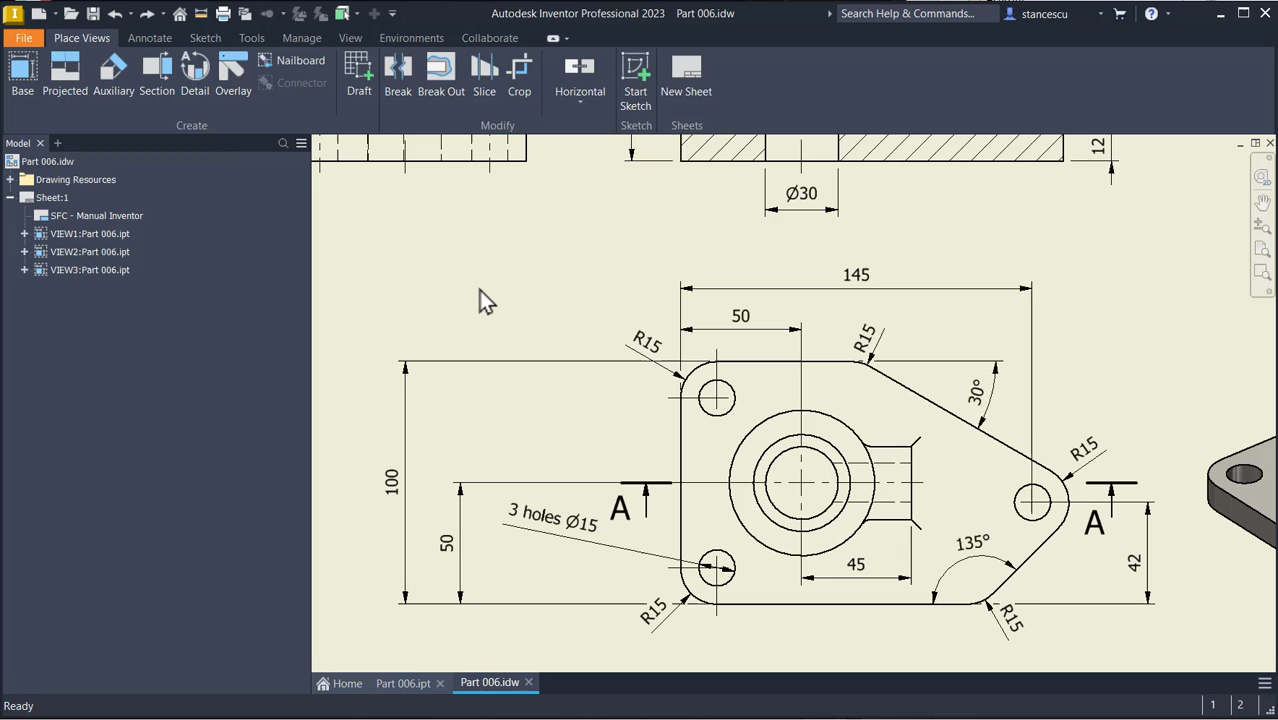 Autodesk Inventor Professional 2023 Part 006.idw
Search Help & Commands...
stancescu
File Place Views Annotate Sketch Tools Manage View Environments Collaborate
Base Projected Auxiliary Section Detail Overlay
Nailboard
Connector
Draft
Break Break Out Slice Crop
Horizontal
Start
Sketch
New Sheet
Create Modify Sketch Sheets
Model
Part 006.idw
Drawing Resources
Sheet:1
SFC - Manual Inventor
VIEW1:Part 006.ipt
VIEW2:Part 006.ipt
VIEW3:Part 006.ipt
12
Ø30
145
50
R15
R15
30°
R15
100
A
3 holes Ø15
A
50
135°
45
42
R15
R15
Home Part 006.ipt Part 006.idw
Ready 1 2